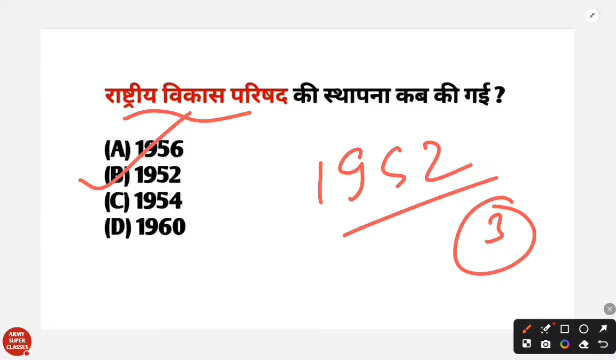 राष्ट्रीय विकास परिषद की स्थापना कब की गई ?
(A) 1956
(B) 1952
(C) 1954
(D) 1960
1952
3
ARMY
SUPER
CLASSES